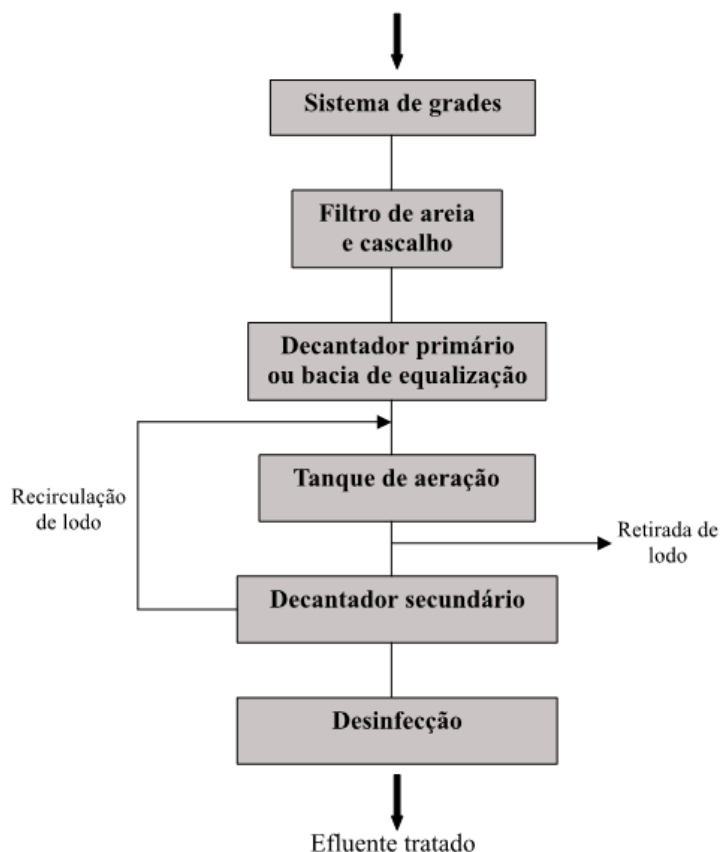 Sistema de grades
Filtro de areia
e cascalho
Decantador primário
ou bacia de equalização
Tanque de aeração
Recirculação
de lodo
Retirada de
lodo
Decantador secundário
Desinfecção
Efluente tratado